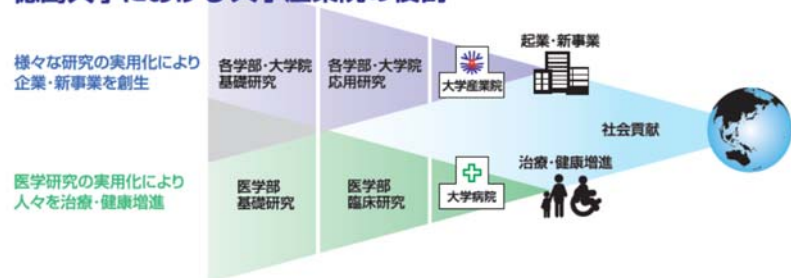 様々な研究の実用化により
企業・新事業を創生
各学部・大学院
基礎研究
各学部・大学院
応用研究
大学産業院
起業・新事業
社会貢献
医学研究の実用化により
人々を治療・健康増進
医学部
基礎研究
医学部
臨床研究
大学病院
治療・健康増進